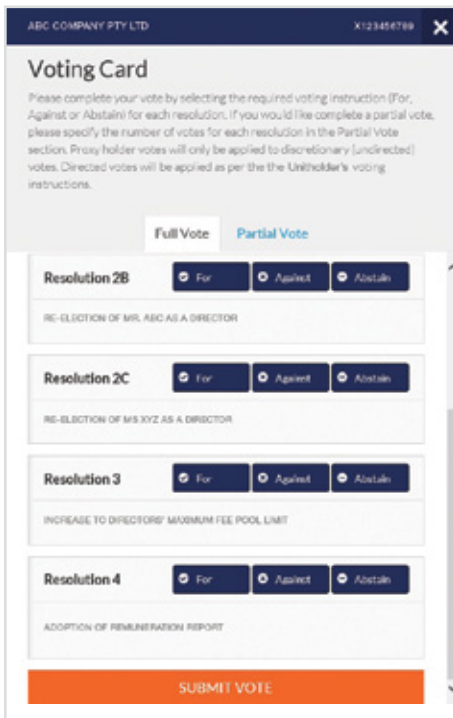 ABC COMPANY PTY LTD X123456789
Voting Card
Please complete your vote by selecting the required voting instruction (For,
Against or Abstain) for each resolution. If you would like complete a partial vote,
please specify the number of votes for each resolution in the Partial Vote
section. Proxy holder votes will only be applied to discretionary (undirected)
votes. Directed votes will be applied as per the the Unitholder's voting
instructions.
Full Vote Partial Vote
Resolution 2B For Against Abstain
RE-ELECTION OF MR. ABC AS A DIRECTOR
Resolution 2C For Against Abstain
RE-ELECTION OF MS XYZ AS A DIRECTOR
Resolution 3 For Against Abstain
INCREASE TO DIRECTORS' MAXIMUM FEE POOL LIMIT
Resolution 4 For Against Abstain
ADOPTION OF REMUNERATION REPORT
SUBMIT VOTE